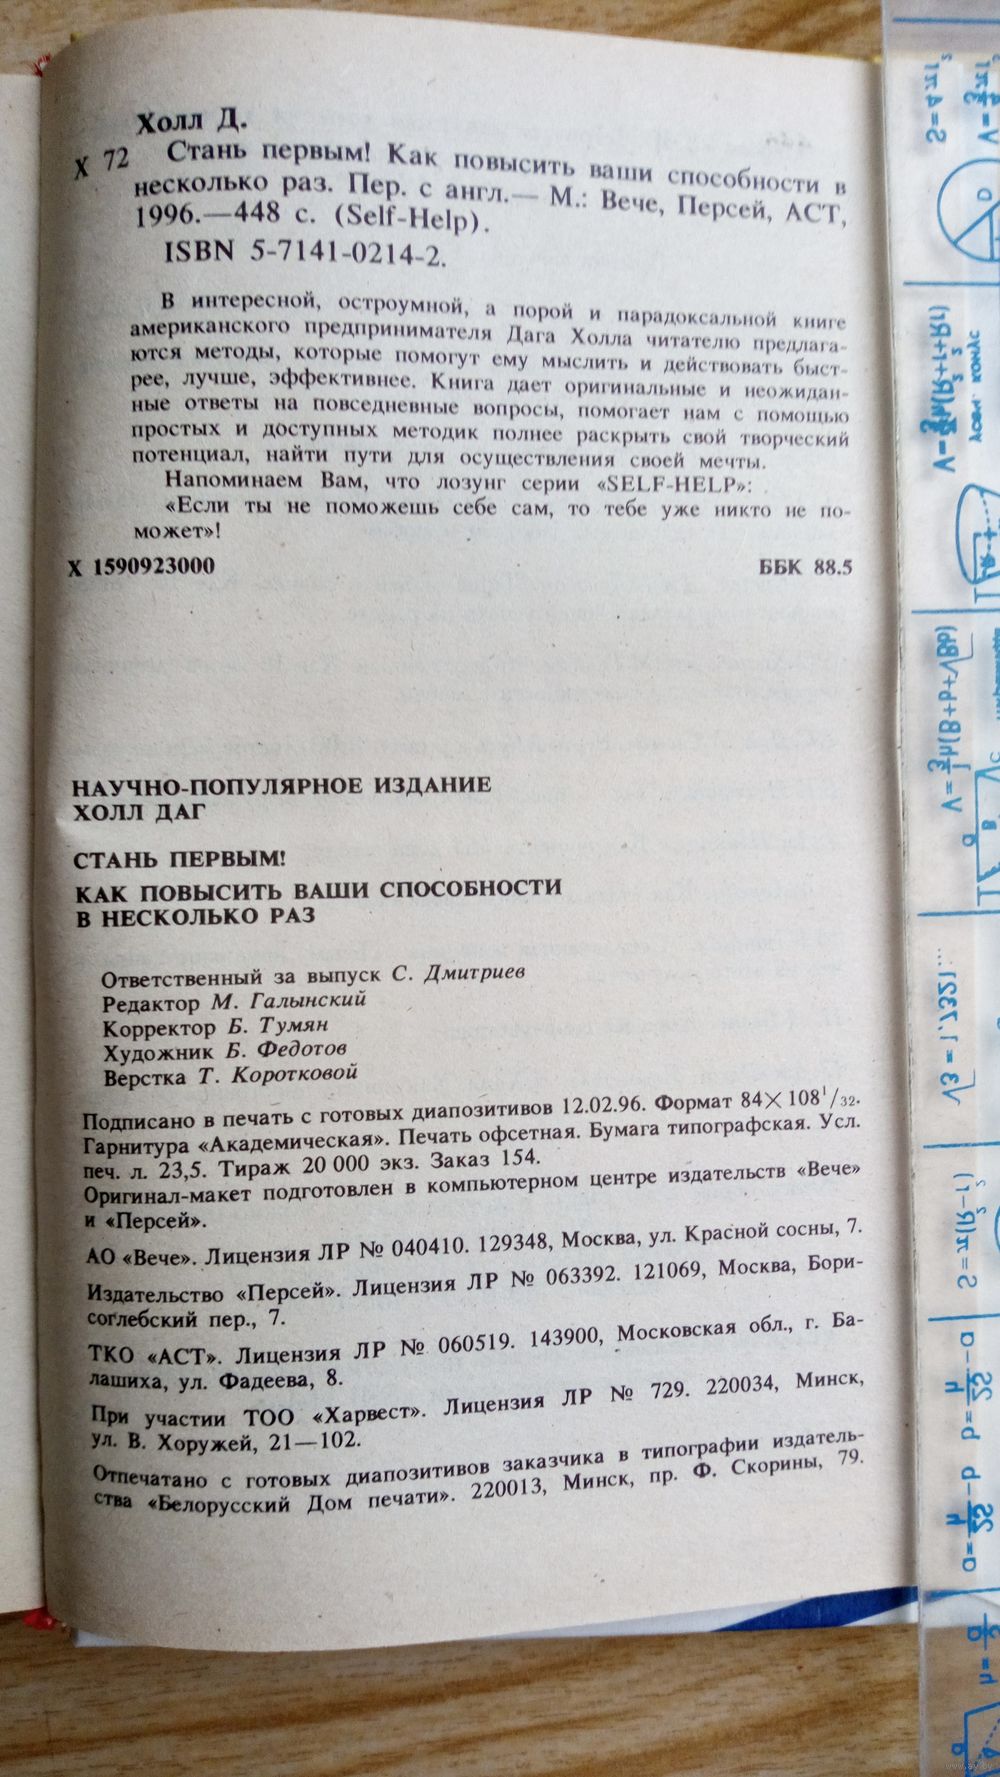 Холл Д.
Х 72 Стань первым! Как повысить ваши способности в
несколько раз. Пер. с англ.— М.: Вече, Персей, АСТ,
1996.—448 с. (Self-Help).
ISBN 5-7141-0214-2.
В интересной, остроумной, а порой и парадоксальной книге
американского предпринимателя Дага Холла читателю предлага-
ются методы, которые помогут ему мыслить и действовать быст-
рее, лучше, эффективнее. Книга дает оригинальные и неожидан-
ные ответы на повседневные вопросы, помогает нам с помощью
простых и доступных методик полнее раскрыть свой творческий
потенциал, найти пути для осуществления своей мечты.
Напоминаем Вам, что лозунг серии «SELF-HELP»:
«Если ты не поможешь себе сам, то тебе уже никто не по-
может»!
Х 1590923000 ББК 88.5
НАУЧНО-ПОПУЛЯРНОЕ ИЗДАНИЕ
ХОЛЛ ДАГ
СТАНЬ ПЕРВЫМ!
КАК ПОВЫСИТЬ ВАШИ СПОСОБНОСТИ
В НЕСКОЛЬКО РАЗ
Ответственный за выпуск С. Дмитриев
Редактор М. Галынский
Корректор Б. Тумян
Художник Б. Федотов
Верстка Т. Коротковой
Подписано в печать с готовых диапозитивов 12.02.96. Формат 84×108¹/₃₂.
Гарнитура «Академическая». Печать офсетная. Бумага типографская. Усл.
печ. л. 23,5. Тираж 20 000 экз. Заказ 154.
Оригинал-макет подготовлен в компьютерном центре издательств «Вече»
и «Персей».
АО «Вече». Лицензия ЛР № 040410. 129348, Москва, ул. Красной сосны, 7.
Издательство «Персей». Лицензия ЛР № 063392. 121069, Москва, Бори-
соглебский пер., 7.
ТКО «АСТ». Лицензия ЛР № 060519. 143900, Московская обл., г. Ба-
лашиха, ул. Фадеева, 8.
При участии ТОО «Харвест». Лицензия ЛР № 729. 220034, Минск,
ул. В. Хоружей, 21—102.
Отпечатано с готовых диапозитивов заказчика в типографии издатель-
ства «Белорусский Дом печати». 220013, Минск, пр. Ф. Скорины, 79.
√3 = 1,7321...